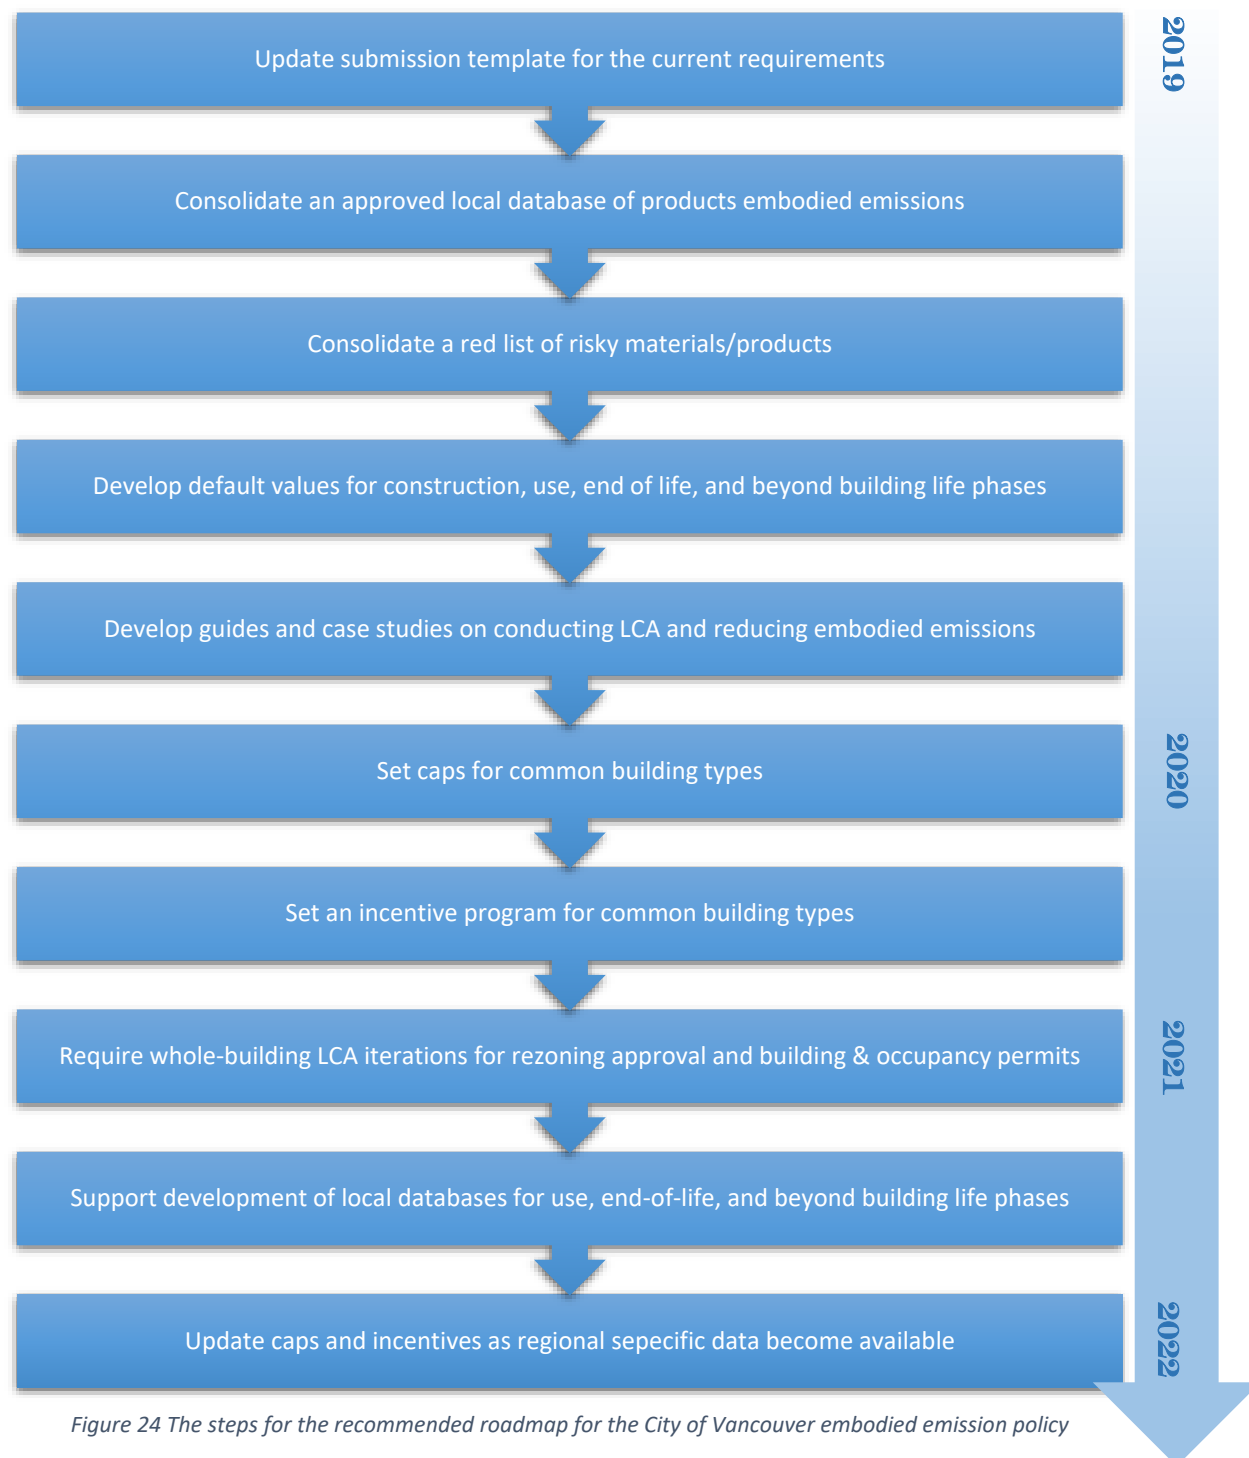 Update submission template for the current requirements
2019
Consolidate an approved local database of products embodied emissions
Consolidate a red list of risky materials/products
Develop default values for construction, use, end of life, and beyond building life phases
Develop guides and case studies on conducting LCA and reducing embodied emissions
Set caps for common building types
2020
Set an incentive program for common building types
Require whole-building LCA iterations for rezoning approval and building & occupancy permits
2021
Support development of local databases for use, end-of-life, and beyond building life phases
Update caps and incentives as regional sepecific data become available
2022
Figure 24 The steps for the recommended roadmap for the City of Vancouver embodied emission policy